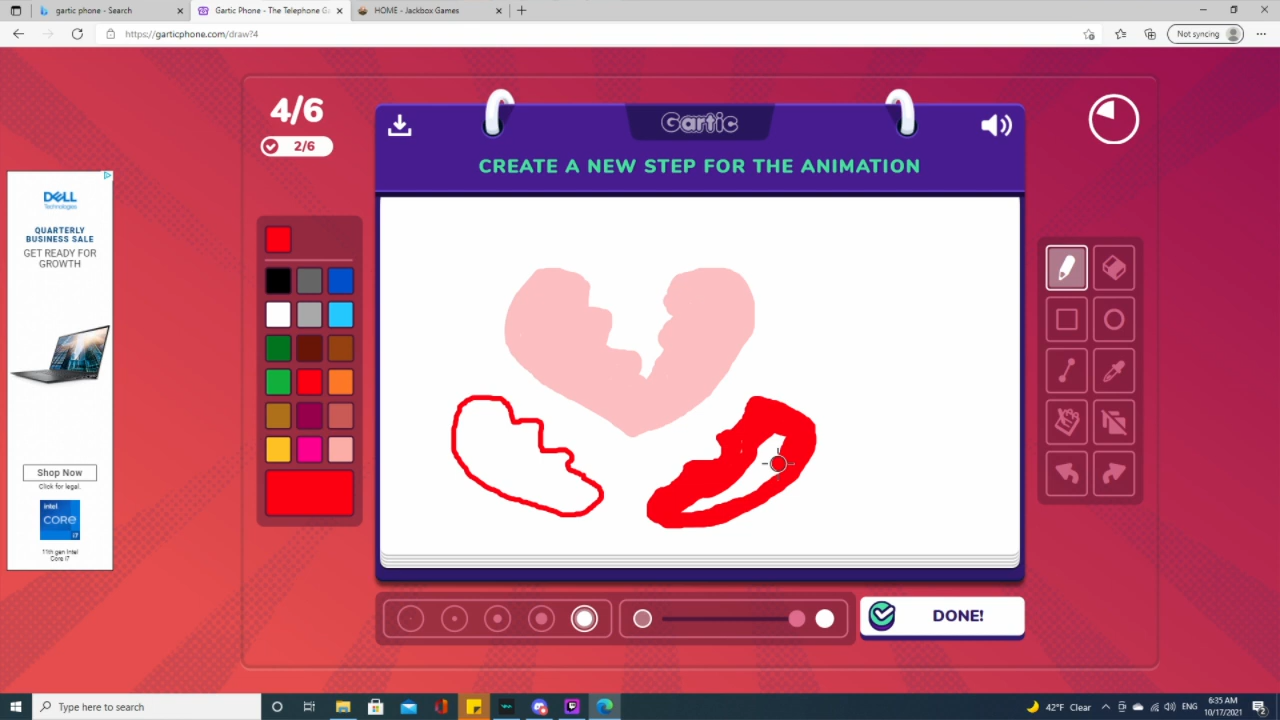 gartic phone - Search
Gartic Phone - The Telephone G
HOME - Jackbox Games
https://garticphone.com/draw?4
Not syncing
4/6
2/6
Gartic
CREATE A NEW STEP FOR THE ANIMATION
DELL
Technologies
QUARTERLY
BUSINESS SALE
GET READY FOR
GROWTH
Shop Now
Click for legal.
intel
CORE
i7
11th gen Intel
Core i7
DONE!
Type here to search
42°F Clear
ENG
6:35 AM
10/17/2021
2